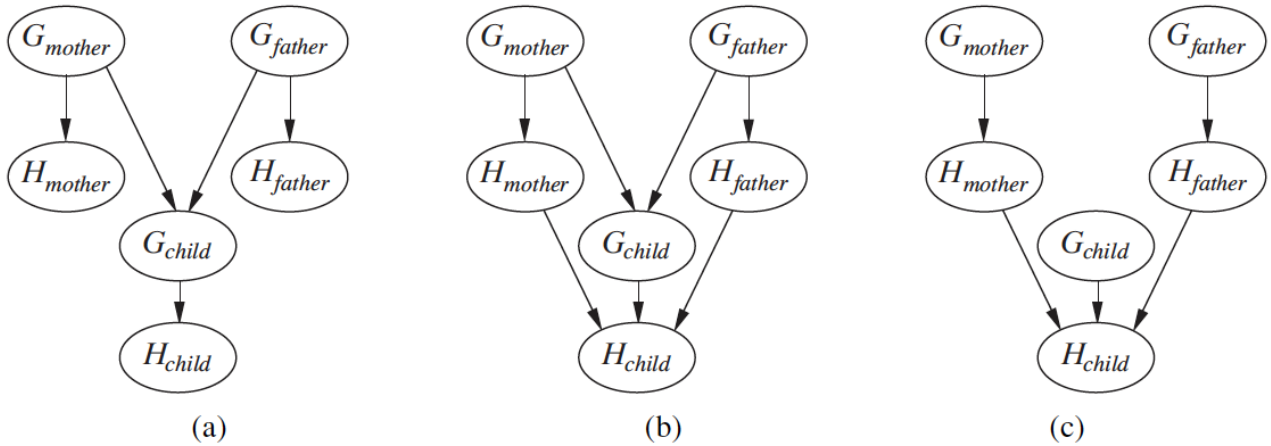 G_mother G_father G_mother G_father G_mother G_father
H_mother H_father H_mother H_father H_mother H_father
G_child G_child G_child
H_child H_child H_child
(a) (b) (c)